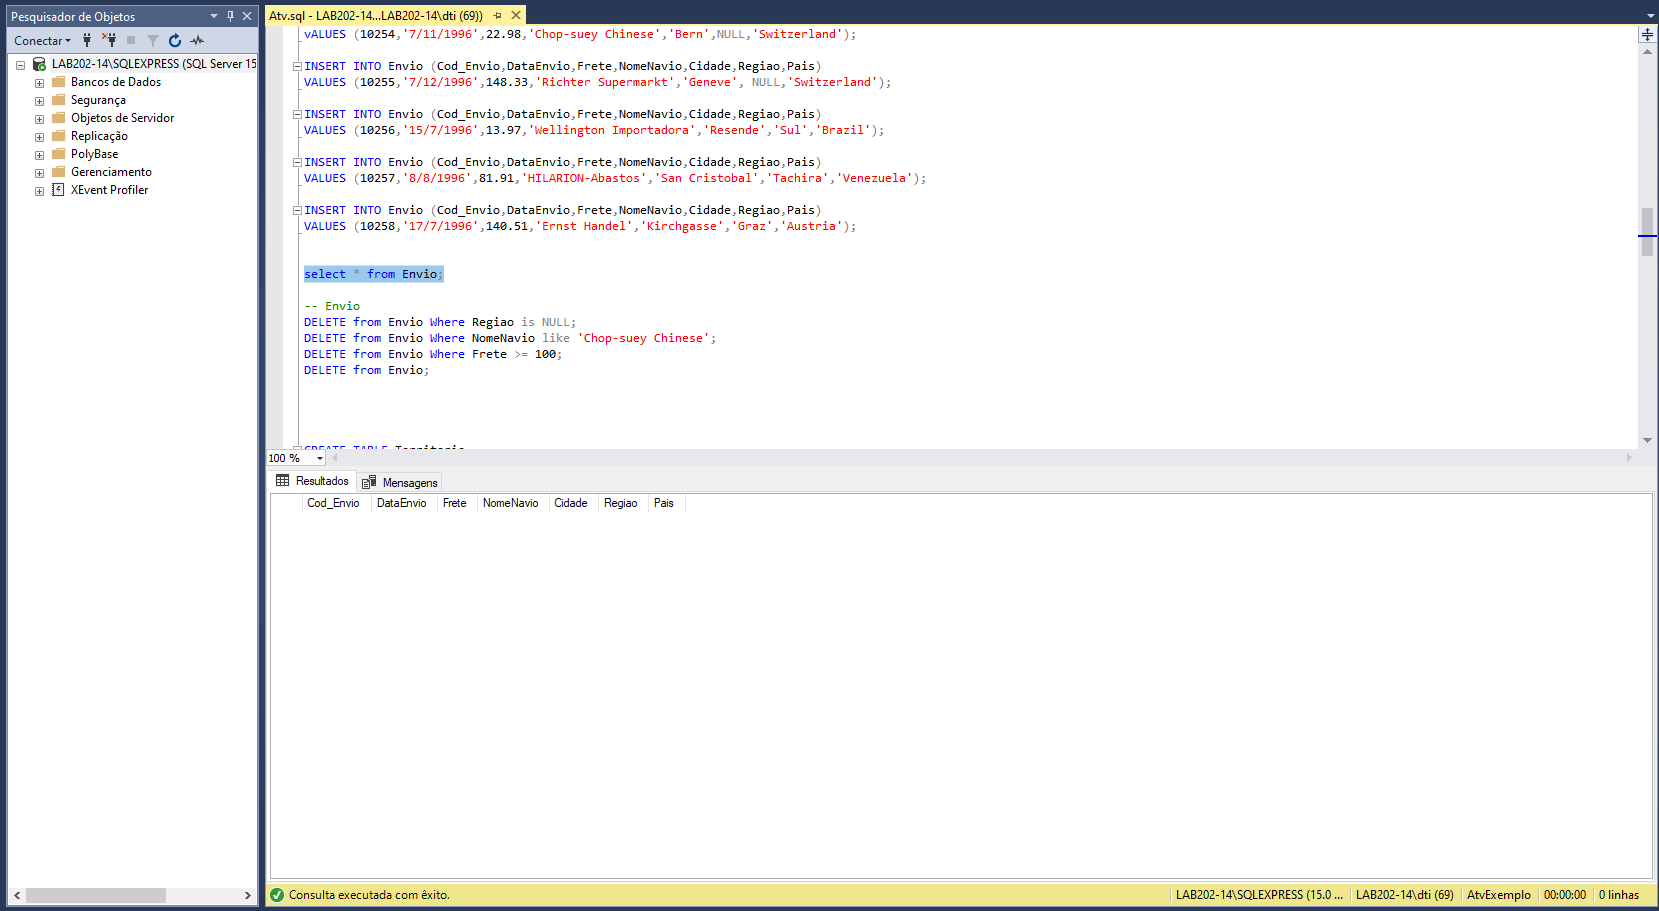 Pesquisador de Objetos
Conectar
LAB202-14\SQLEXPRESS (SQL Server 15
Bancos de Dados
Segurança
Objetos de Servidor
Replicação
PolyBase
Gerenciamento
XEvent Profiler
Atv.sql - LAB202-14...LAB202-14\dti (69))
vALUES (10254,'7/11/1996',22.98,'Chop-suey Chinese','Bern',NULL,'Switzerland');
INSERT INTO Envio (Cod_Envio,DataEnvio,Frete,NomeNavio,Cidade,Regiao,Pais)
VALUES (10255,'7/12/1996',148.33,'Richter Supermarkt','Geneve', NULL,'Switzerland');
INSERT INTO Envio (Cod_Envio,DataEnvio,Frete,NomeNavio,Cidade,Regiao,Pais)
VALUES (10256,'15/7/1996',13.97,'Wellington Importadora','Resende','Sul','Brazil');
INSERT INTO Envio (Cod_Envio,DataEnvio,Frete,NomeNavio,Cidade,Regiao,Pais)
VALUES (10257,'8/8/1996',81.91,'HILARION-Abastos','San Cristobal','Tachira','Venezuela');
INSERT INTO Envio (Cod_Envio,DataEnvio,Frete,NomeNavio,Cidade,Regiao,Pais)
VALUES (10258,'17/7/1996',140.51,'Ernst Handel','Kirchgasse','Graz','Austria');
select * from Envio;
-- Envio
DELETE from Envio Where Regiao is NULL;
DELETE from Envio Where NomeNavio like 'Chop-suey Chinese';
DELETE from Envio Where Frete >= 100;
DELETE from Envio;
CREATE TABLE Territorio
100 %
Resultados Mensagens
Cod_Envio DataEnvio Frete NomeNavio Cidade Regiao Pais
Consulta executada com êxito. LAB202-14\SQLEXPRESS (15.0 ... LAB202-14\dti (69) AtvExemplo 00:00:00 0 linhas